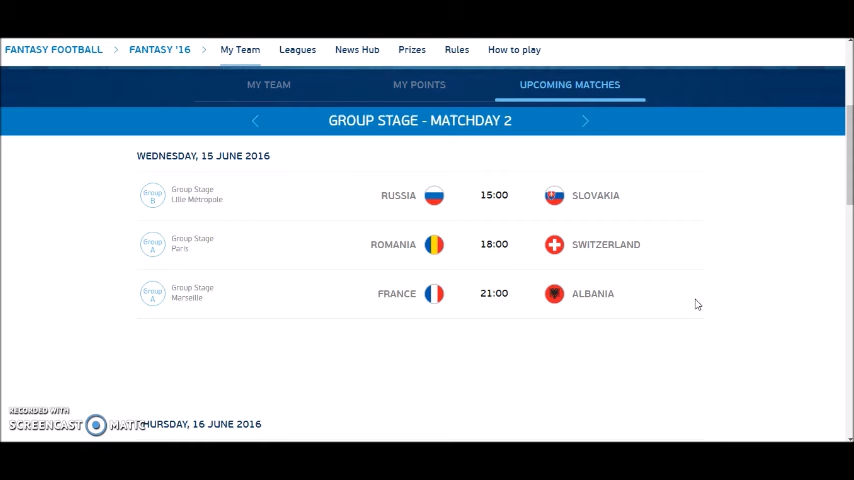 FANTASY FOOTBALL > FANTASY '16 > My Team Leagues News Hub Prizes Rules How to play
MY TEAM MY POINTS UPCOMING MATCHES
GROUP STAGE - MATCHDAY 2
WEDNESDAY, 15 JUNE 2016
Group B
Group Stage
Lille Métropole
RUSSIA 15:00 SLOVAKIA
Group A
Group Stage
Paris
ROMANIA 18:00 SWITZERLAND
Group A
Group Stage
Marseille
FRANCE 21:00 ALBANIA
RECORDED WITH
SCREENCAST MATIC
THURSDAY, 16 JUNE 2016